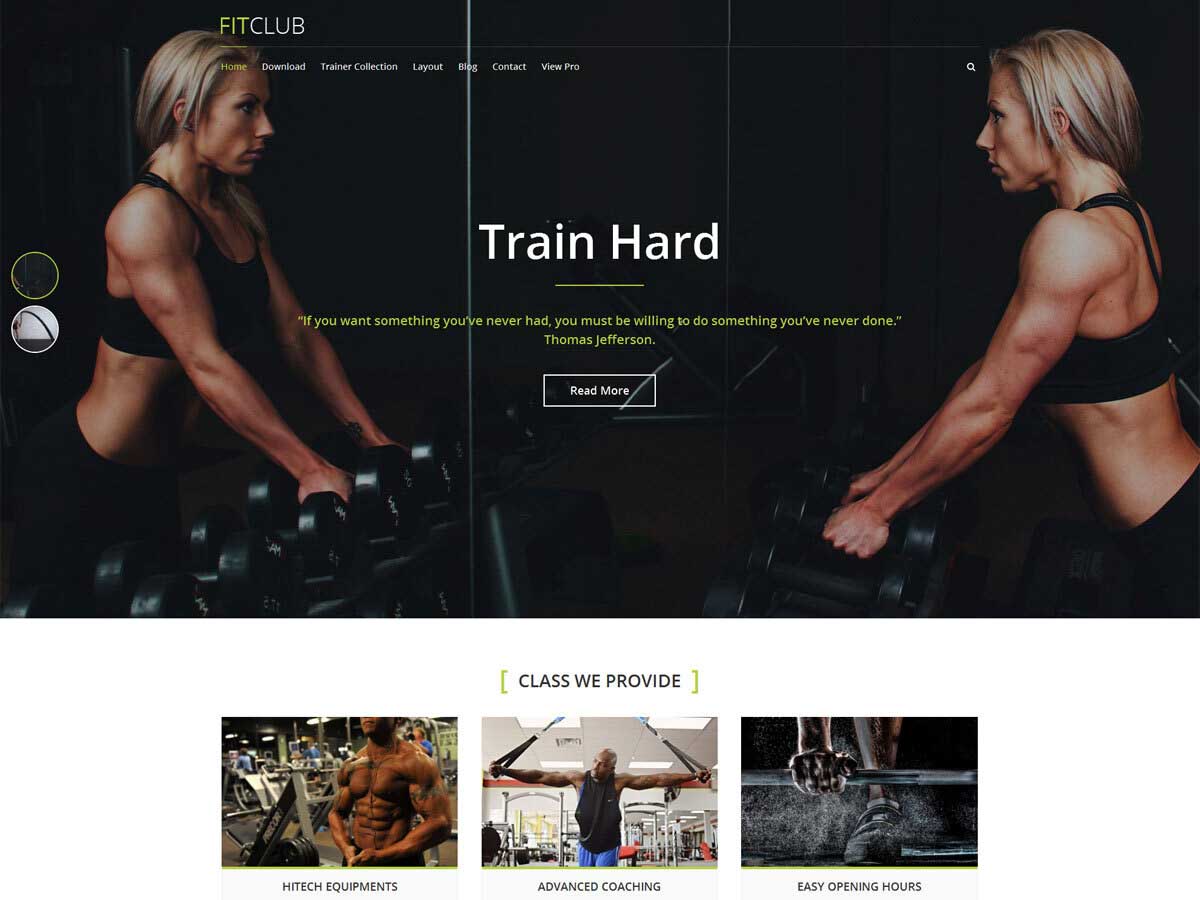 FITCLUB
Home Download Trainer Collection Layout Blog Contact View Pro
Train Hard
“If you want something you’ve never had, you must be willing to do something you’ve never done.”
Thomas Jefferson.
Read More
[ CLASS WE PROVIDE ]
HITECH EQUIPMENTS
ADVANCED COACHING
EASY OPENING HOURS